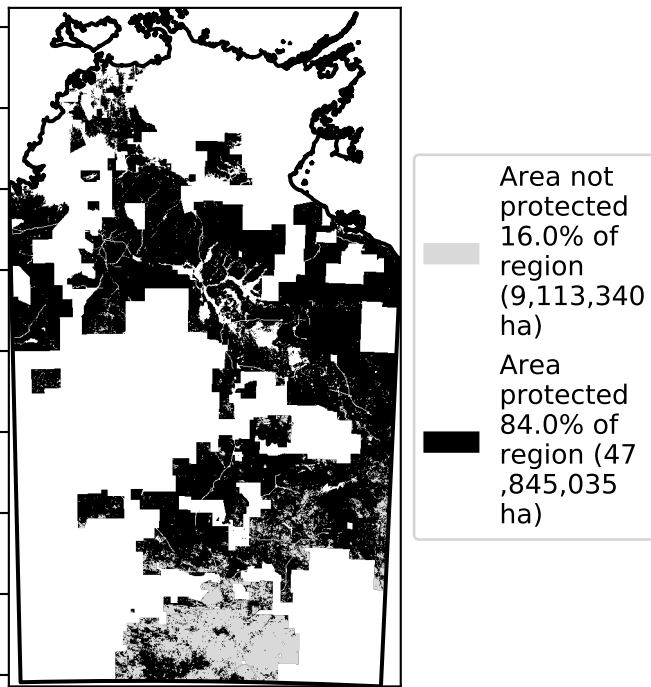 Area not
protected
16.0% of
region
(9,113,340
ha)
Area
protected
84.0% of
region (47
,845,035
ha)